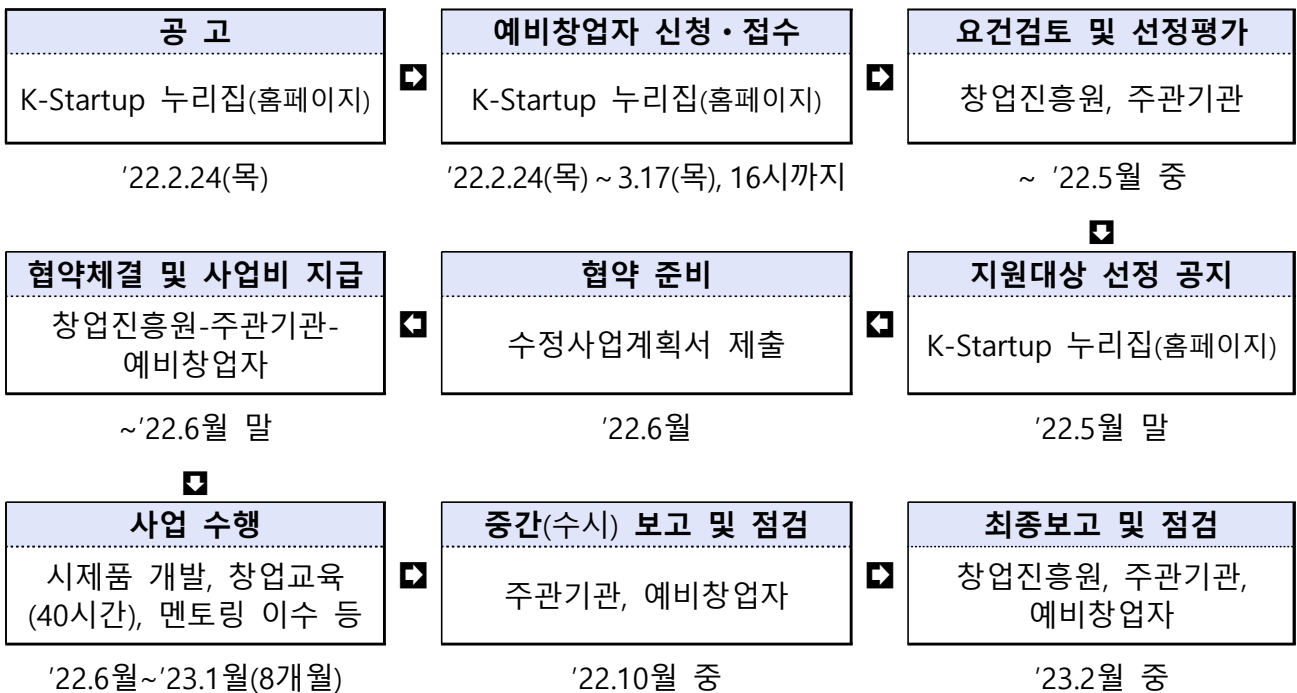 공 고
K-Startup 누리집(홈페이지)
'22.2.24(목)
예비창업자 신청・접수
K-Startup 누리집(홈페이지)
'22.2.24(목) ~ 3.17(목), 16시까지
요건검토 및 선정평가
창업진흥원, 주관기관
~ '22.5월 중
지원대상 선정 공지
K-Startup 누리집(홈페이지)
'22.5월 말
협약 준비
수정사업계획서 제출
'22.6월
협약체결 및 사업비 지급
창업진흥원-주관기관-
예비창업자
~'22.6월 말
사업 수행
시제품 개발, 창업교육
(40시간), 멘토링 이수 등
'22.6월~'23.1월(8개월)
중간(수시) 보고 및 점검
주관기관, 예비창업자
'22.10월 중
최종보고 및 점검
창업진흥원, 주관기관,
예비창업자
'23.2월 중